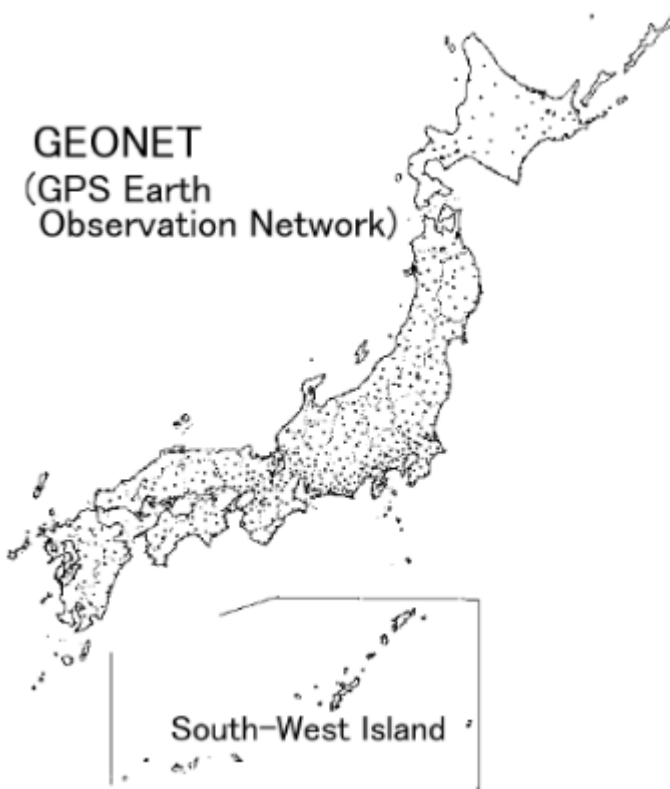 GEONET
(GPS Earth
Observation Network)
South-West Island